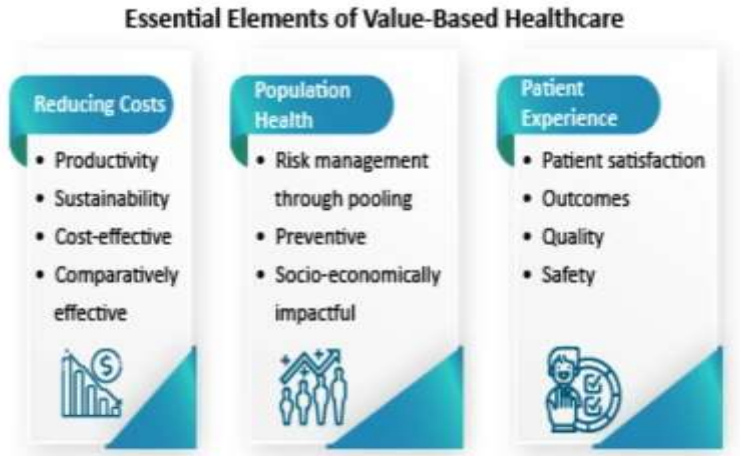 Essential Elements of Value-Based Healthcare
Reducing Costs
• Productivity
• Sustainability
• Cost-effective
• Comparatively
effective
$
Population
Health
• Risk management
through pooling
• Preventive
• Socio-economically
impactful
Patient
Experience
• Patient satisfaction
• Outcomes
• Quality
• Safety